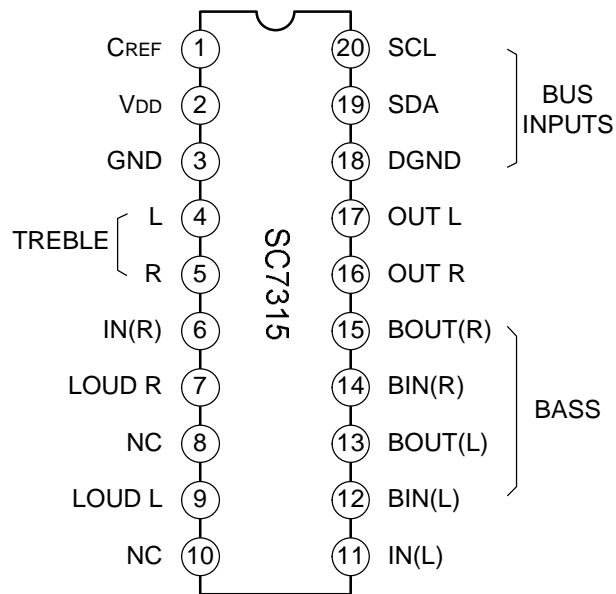 CREF 1 20 SCL
VDD 2 19 SDA
GND 3 18 DGND
BUS
INPUTS
L 4 17 OUT L
TREBLE
R 5 16 OUT R
SC7315
IN(R) 6 15 BOUT(R)
LOUD R 7 14 BIN(R)
BASS
NC 8 13 BOUT(L)
LOUD L 9 12 BIN(L)
NC 10 11 IN(L)